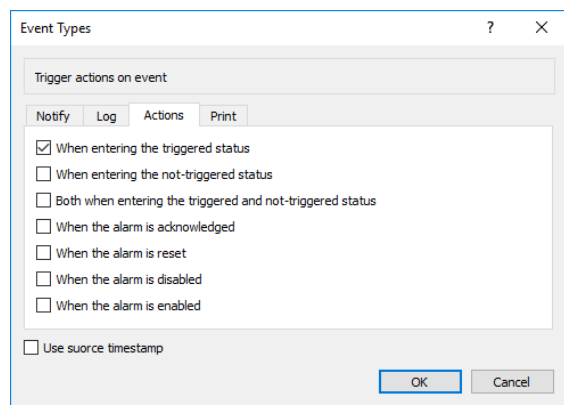 Event Types
?
Trigger actions on event
Notify Log Actions Print
When entering the triggered status
When entering the not-triggered status
Both when entering the triggered and not-triggered status
When the alarm is acknowledged
When the alarm is reset
When the alarm is disabled
When the alarm is enabled
Use suorce timestamp
OK Cancel